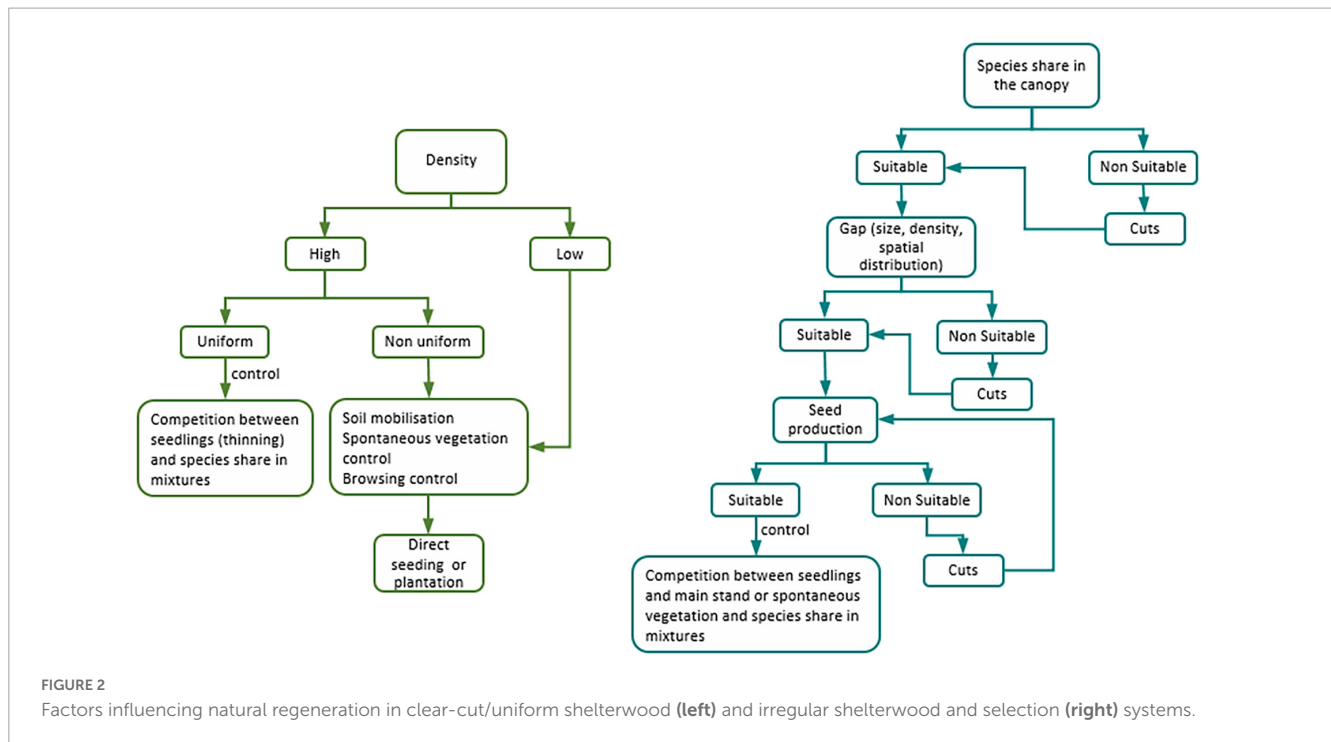 Density
High
Low
Uniform
Non uniform
control
Competition between
seedlings (thinning)
and species share in
mixtures
Soil mobilisation
Spontaneous vegetation
control
Browsing control
Direct
seeding or
plantation
Species share in
the canopy
Suitable
Non Suitable
Cuts
Gap (size, density,
spatial
distribution)
Suitable
Non Suitable
Cuts
Seed
production
Suitable
Non Suitable
control
Cuts
Competition between seedlings
and main stand or spontaneous
vegetation and species share in
mixtures
FIGURE 2
Factors influencing natural regeneration in clear-cut/uniform shelterwood (left) and irregular shelterwood and selection (right) systems.